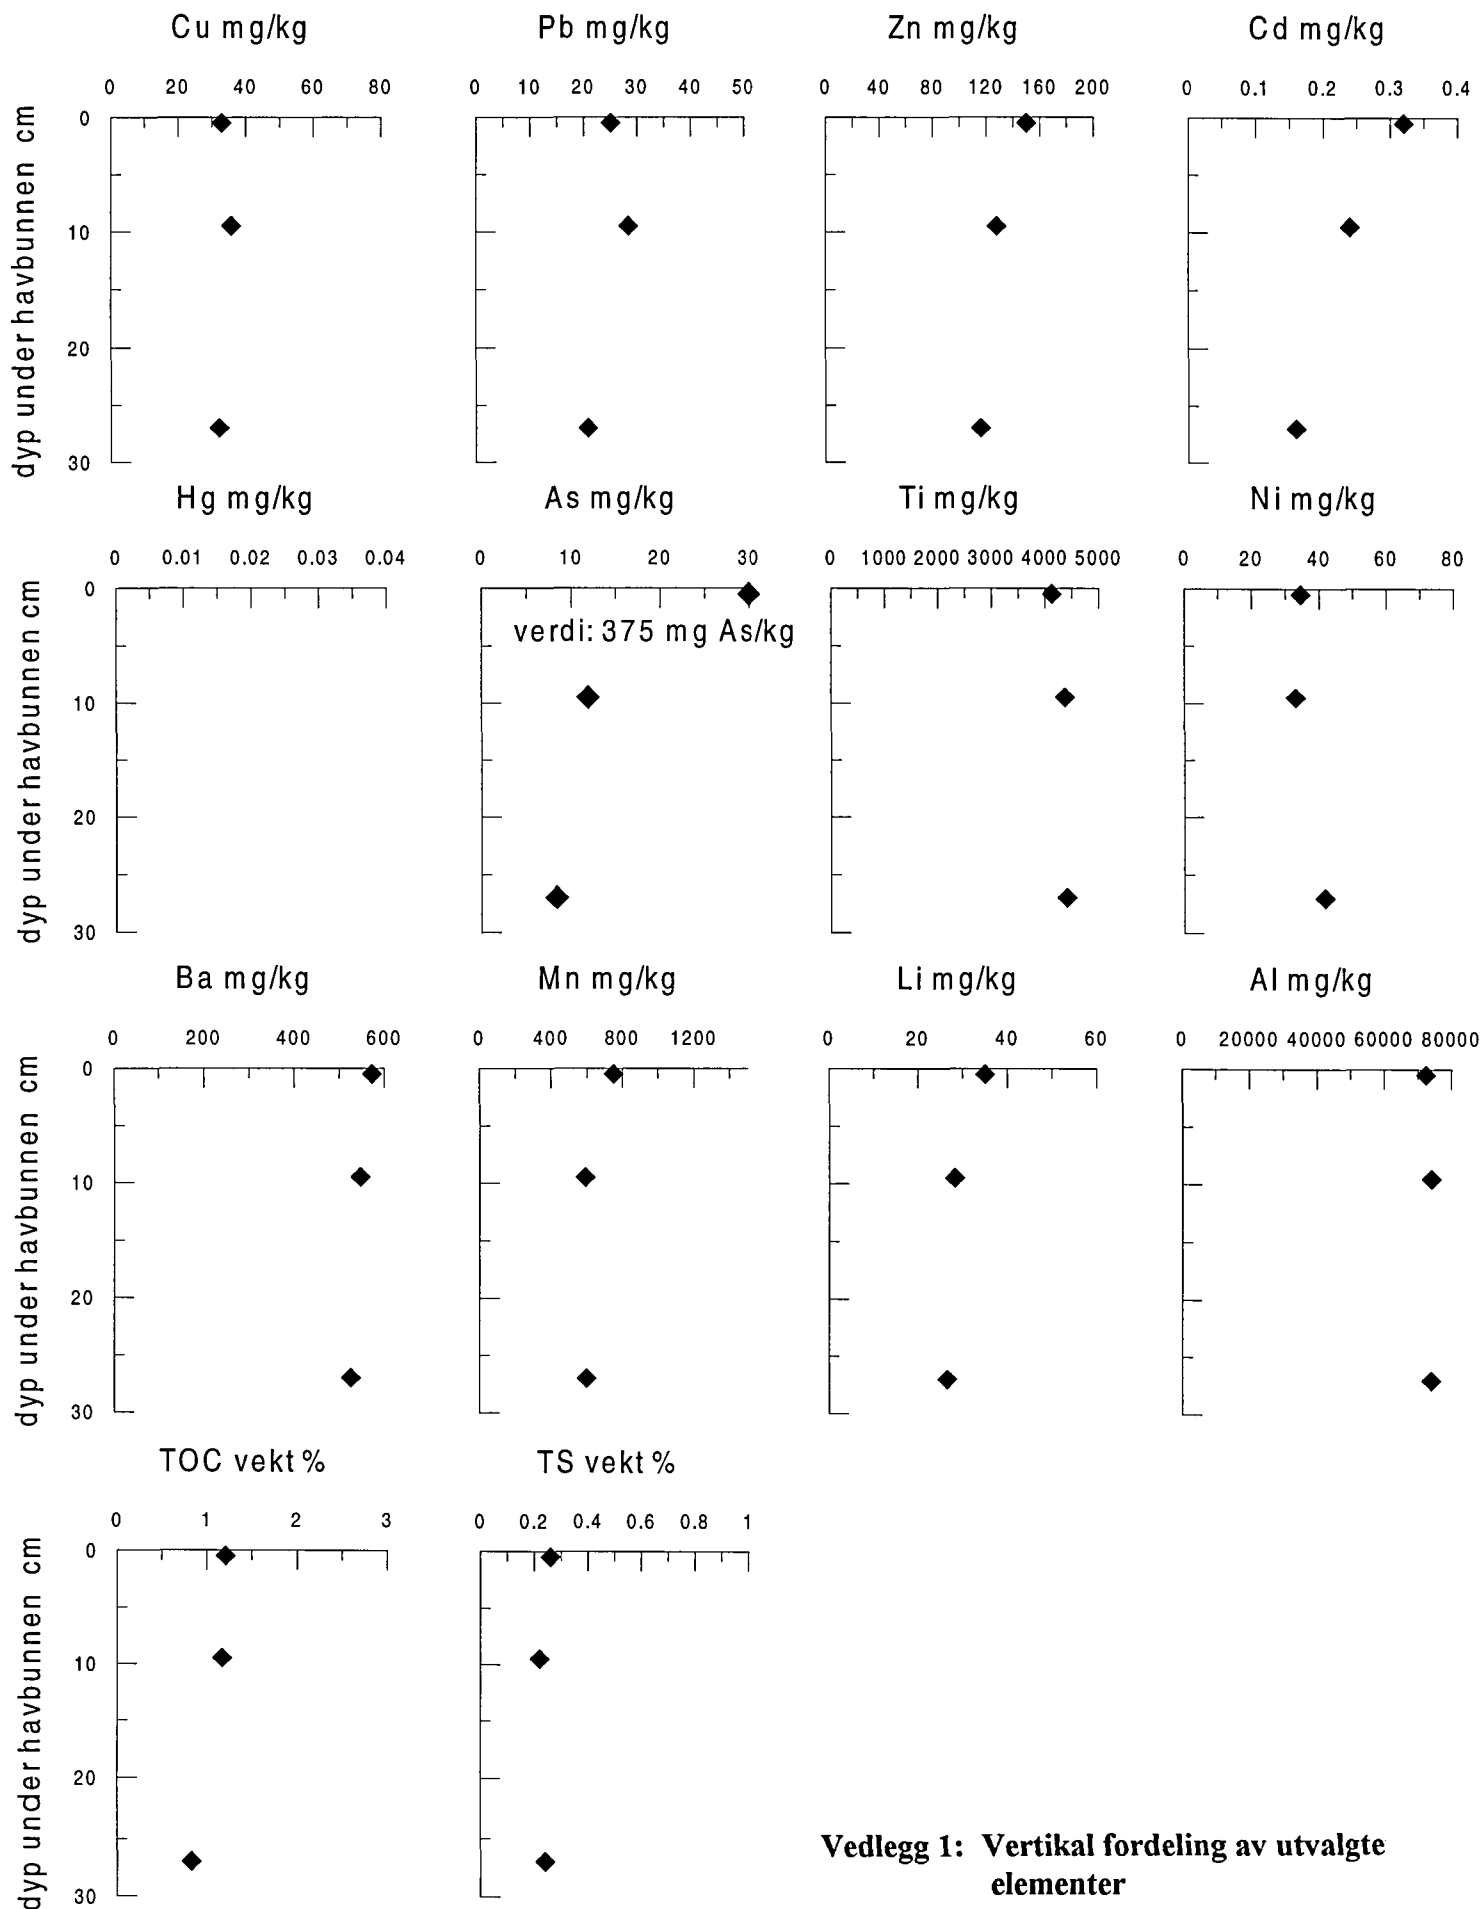 Cu mg/kg Pb mg/kg Zn mg/kg Cd mg/kg
0 20 40 60 80 0 10 20 30 40 50 0 40 80 120 160 200 0 0.1 0.2 0.3 0.4
dyp under havbunnen cm
0
10
20
30
Hg mg/kg As mg/kg Ti mg/kg Ni mg/kg
0 0.01 0.02 0.03 0.04 0 10 20 30 0 1000 2000 3000 4000 5000 0 20 40 60 80
dyp under havbunnen cm
0
verdi: 375 mg As/kg
10
20
30
Ba mg/kg Mn mg/kg Li mg/kg Al mg/kg
0 200 400 600 0 400 800 1200 0 20 40 60 0 20000 40000 60000 80000
dyp under havbunnen cm
0
10
20
30
TOC vekt % TS vekt %
0 1 2 3 0 0.2 0.4 0.6 0.8 1
dyp under havbunnen cm
0
10
20
30
Vedlegg 1: Vertikal fordeling av utvalgte
elementer